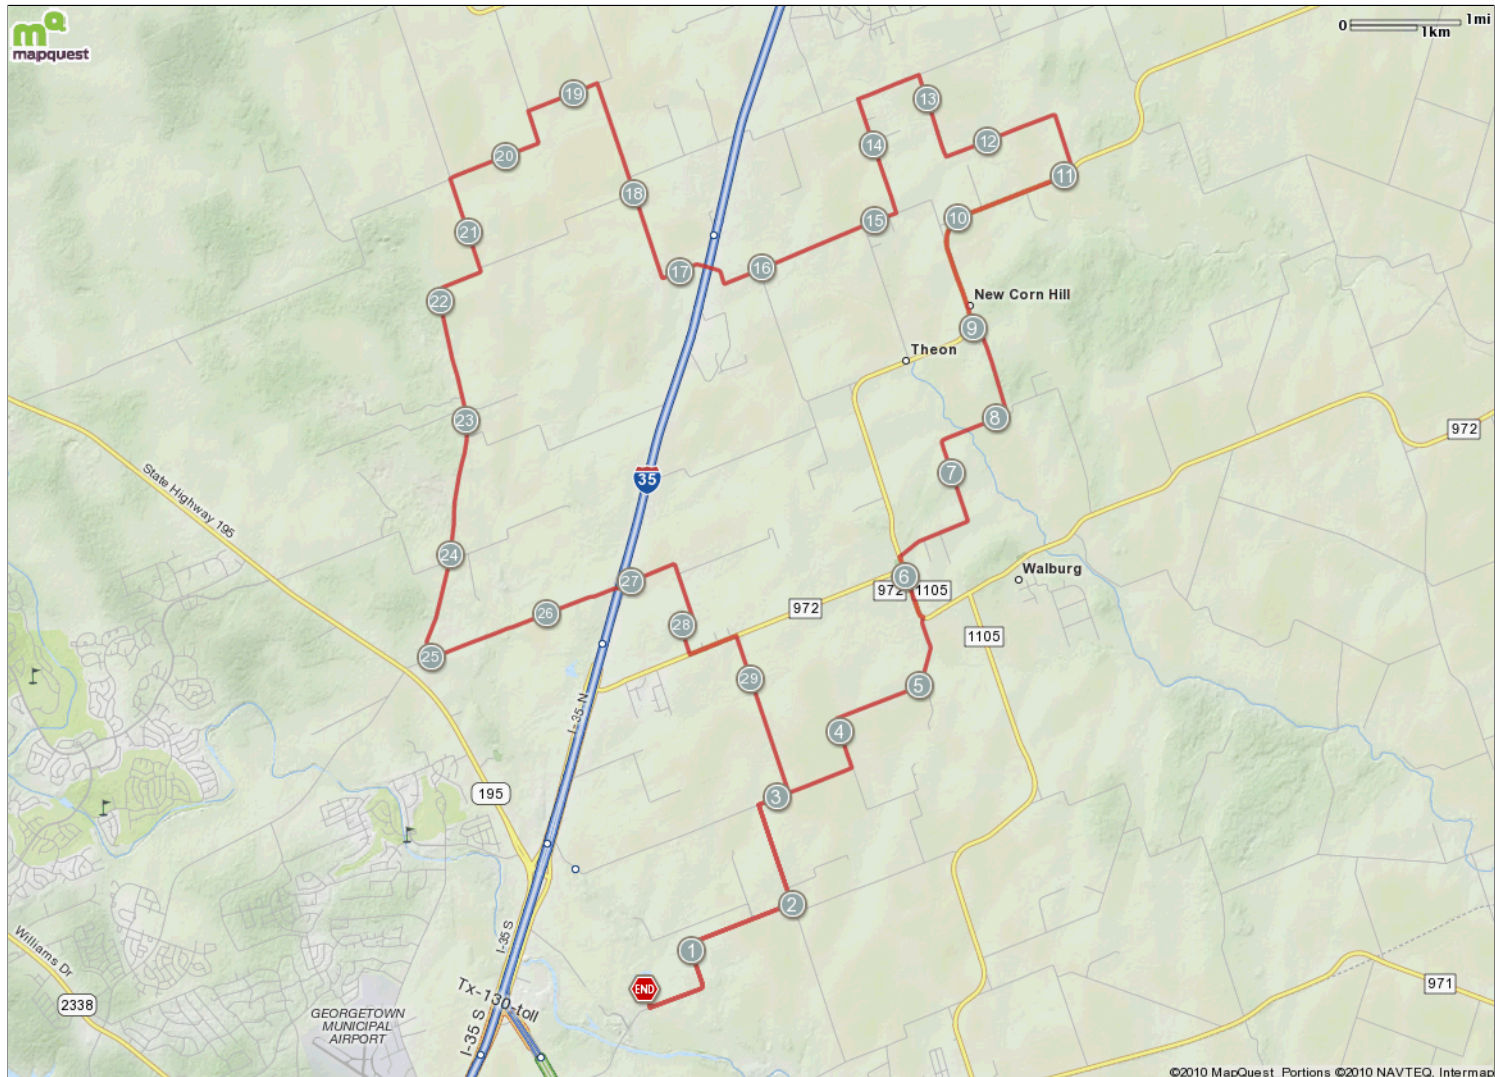 mQ
mapquest
0 1mi
1km
19
13
12
20
14
11
18
10
15
21
17
16
22
New Corn Hill
9
Theon
8
23
972
State Highway 195
35
7
24
27
6
Walburg
972
1105
972
26
28
1105
25
29
5
I-35 N
4
195
3
2
I-35 S
1
Williams Dr
END
Tx-130-toll
971
2338
GEORGETOWN
MUNICIPAL
AIRPORT
I-35 S
©2010 MapQuest Portions ©2010 NAVTEQ, Intermap